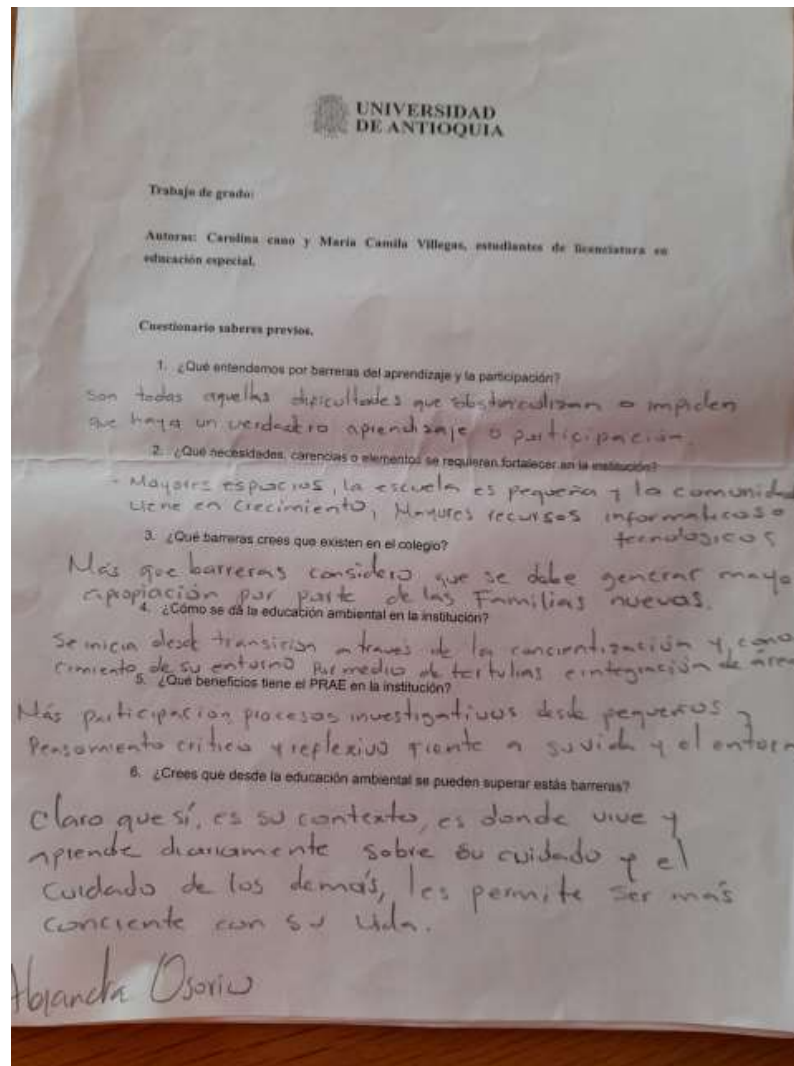 UNIVERSIDAD
DE ANTIOQUIA
Trabajo de grado:
Autoras: Carolina cano y María Camila Villegas, estudiantes de licenciatura en
educación especial.
Cuestionario saberes previos.
1. ¿Qué entendemos por barreras del aprendizaje y la participación?
Son todas aquellas dificultades que obstaculizan o impiden
que haya un verdadero aprendizaje o participación.
2. ¿Qué necesidades, carencias o elementos se requieren fortalecer en la institución?
- Mayores espacios, la escuela es pequeña y la comunidad
viene en crecimiento, Mayores recursos informaticos o
tecnologicos
3. ¿Qué barreras crees que existen en el colegio?
Más que barreras considero que se debe generar mayo
apropiación por parte de las Familias nuevas.
4. ¿Cómo se dá la educación ambiental en la institución?
Se inicia desde transicion a traves de la concientización y cono
cimiento de su entorno Por medio de tertulias e integración de área
5. ¿Qué beneficios tiene el PRAE en la institución?
Más participacion, procesos investigativos desde pequeños y
Pensamiento critico y reflexivo frente a su vida y el entorn
6. ¿Crees que desde la educación ambiental se pueden superar estás barreras?
Claro que sí, es su contexto, es donde vive y
aprende diariamente sobre su cuidado y el
cuidado de los demás, les permite ser más
conciente con su vida.
Alejandra Osorio